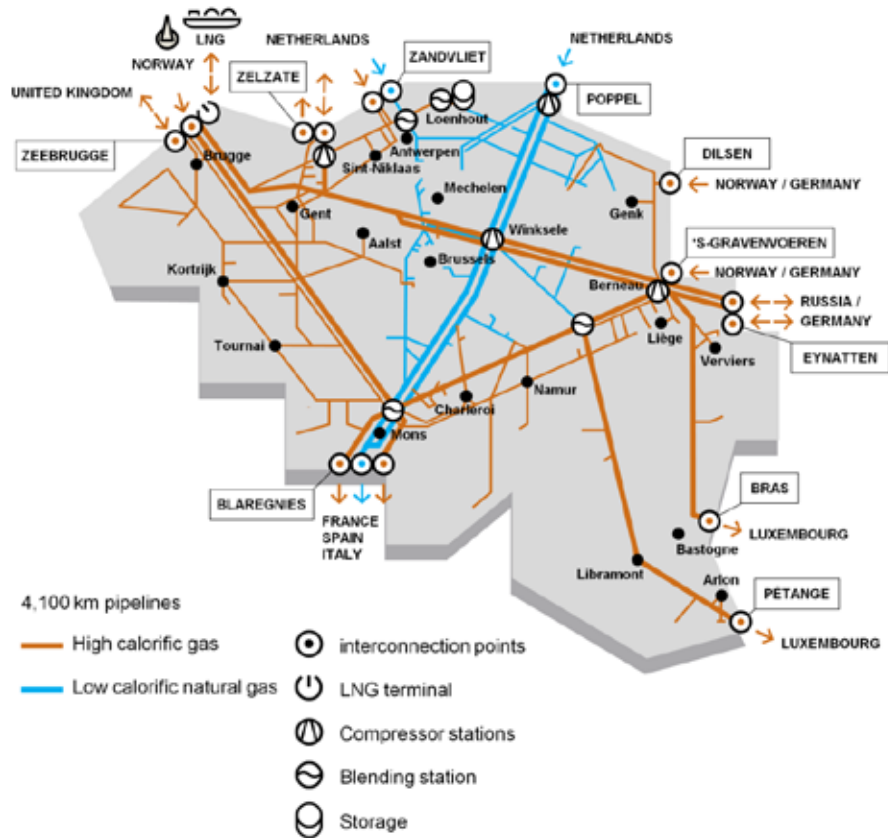 LNG
NORWAY
NETHERLANDS
NETHERLANDS
ZANDVLIET
ZELZATE
UNITED KINGDOM
POPPEL
Loenhout
ZEEBRUGGE
Brugge
Antwerpen
Sint-Niklaas
DILSEN
NORWAY / GERMANY
Mechelen
Genk
Gent
Winksele
Aalst
'S-GRAVENVOEREN
Brussels
NORWAY / GERMANY
Kortrijk
Berneau
RUSSIA /
GERMANY
Liège
EYNATTEN
Tournai
Verviers
Namur
Charleroi
Mons
BLAREGNIES
BRAS
FRANCE
SPAIN
ITALY
LUXEMBOURG
Bastogne
Libramont
Arlon
PÉTANGE
LUXEMBOURG
4,100 km pipelines
High calorific gas
Low calorific natural gas
interconnection points
LNG terminal
Compressor stations
Blending station
Storage